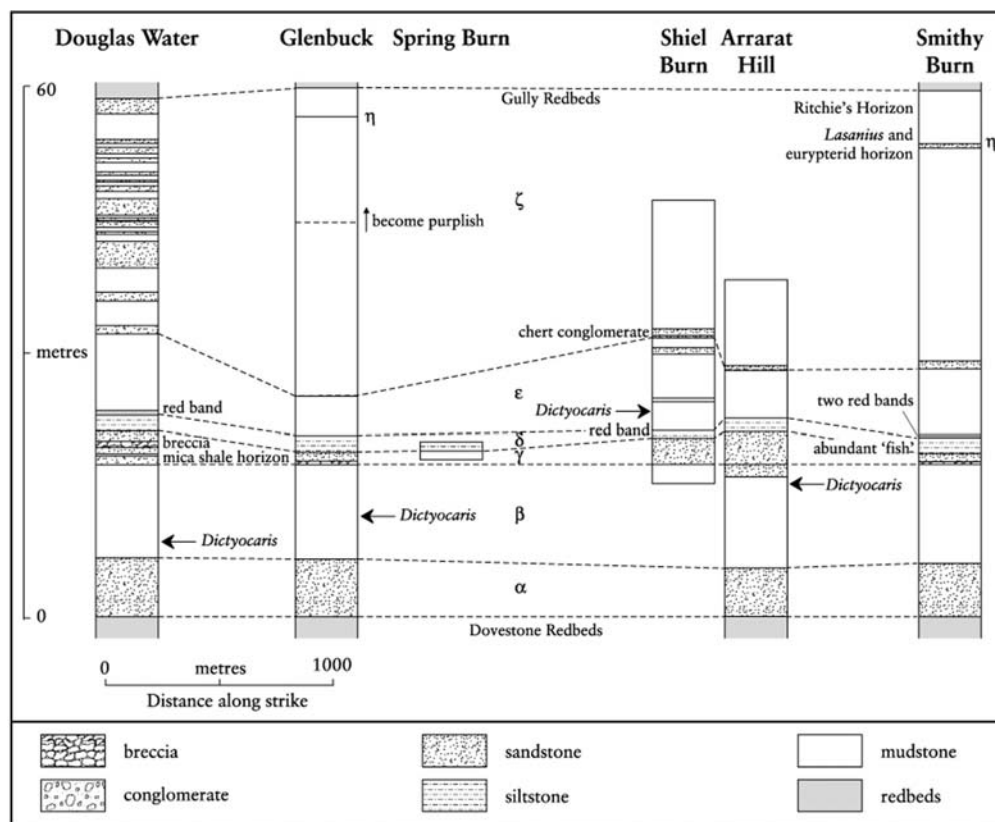 Douglas Water
Glenbuck
Spring Burn
Shiel
Burn
Ararat
Hill
Smithy
Burn
60
Gully Redbeds
η
Ritchie's Horizon
Lasanius and
eurypterid horizon
η
ζ
become purplish
chert conglomerate
metres
ε
Dictyocaris
two red bands
red band
red band
δ
breccia
γ
abundant 'fish'
mica shale horizon
Dictyocaris
Dictyocaris
β
Dictyocaris
α
0
Dovestone Redbeds
0
metres
1000
Distance along strike
breccia
sandstone
mudstone
conglomerate
siltstone
redbeds